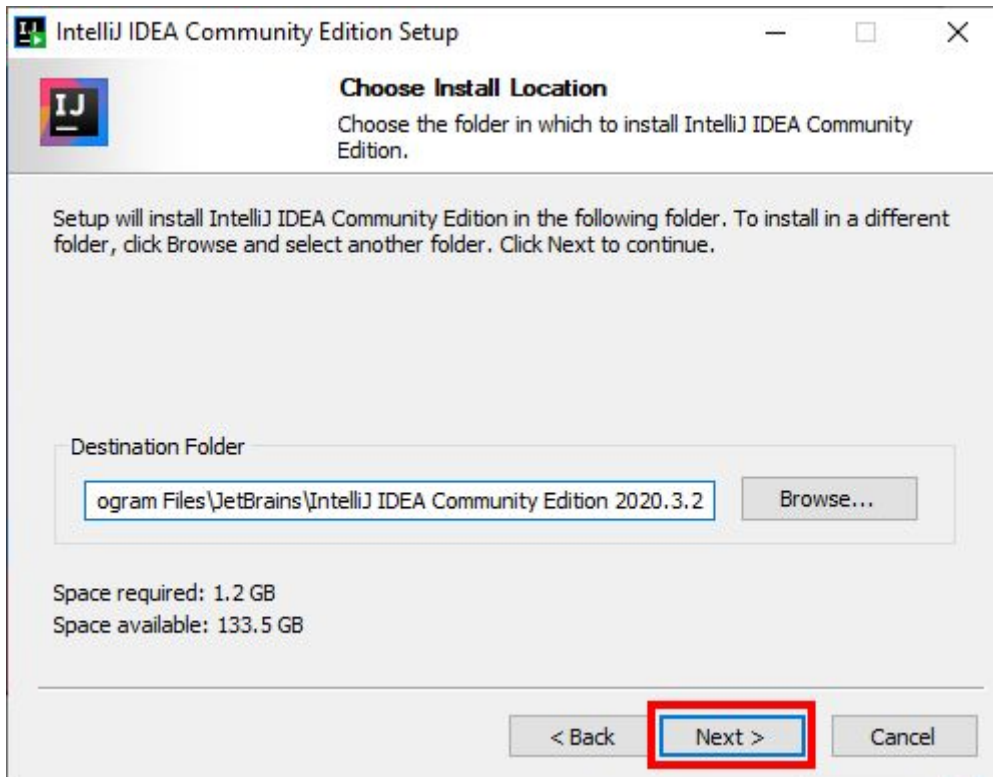 IntelliJ IDEA Community Edition Setup
IJ
Choose Install Location
Choose the folder in which to install IntelliJ IDEA Community
Edition.
Setup will install IntelliJ IDEA Community Edition in the following folder. To install in a different
folder, click Browse and select another folder. Click Next to continue.
Destination Folder
ogram Files\JetBrains\IntelliJ IDEA Community Edition 2020.3.2
Browse...
Space required: 1.2 GB
Space available: 133.5 GB
< Back
Next >
Cancel